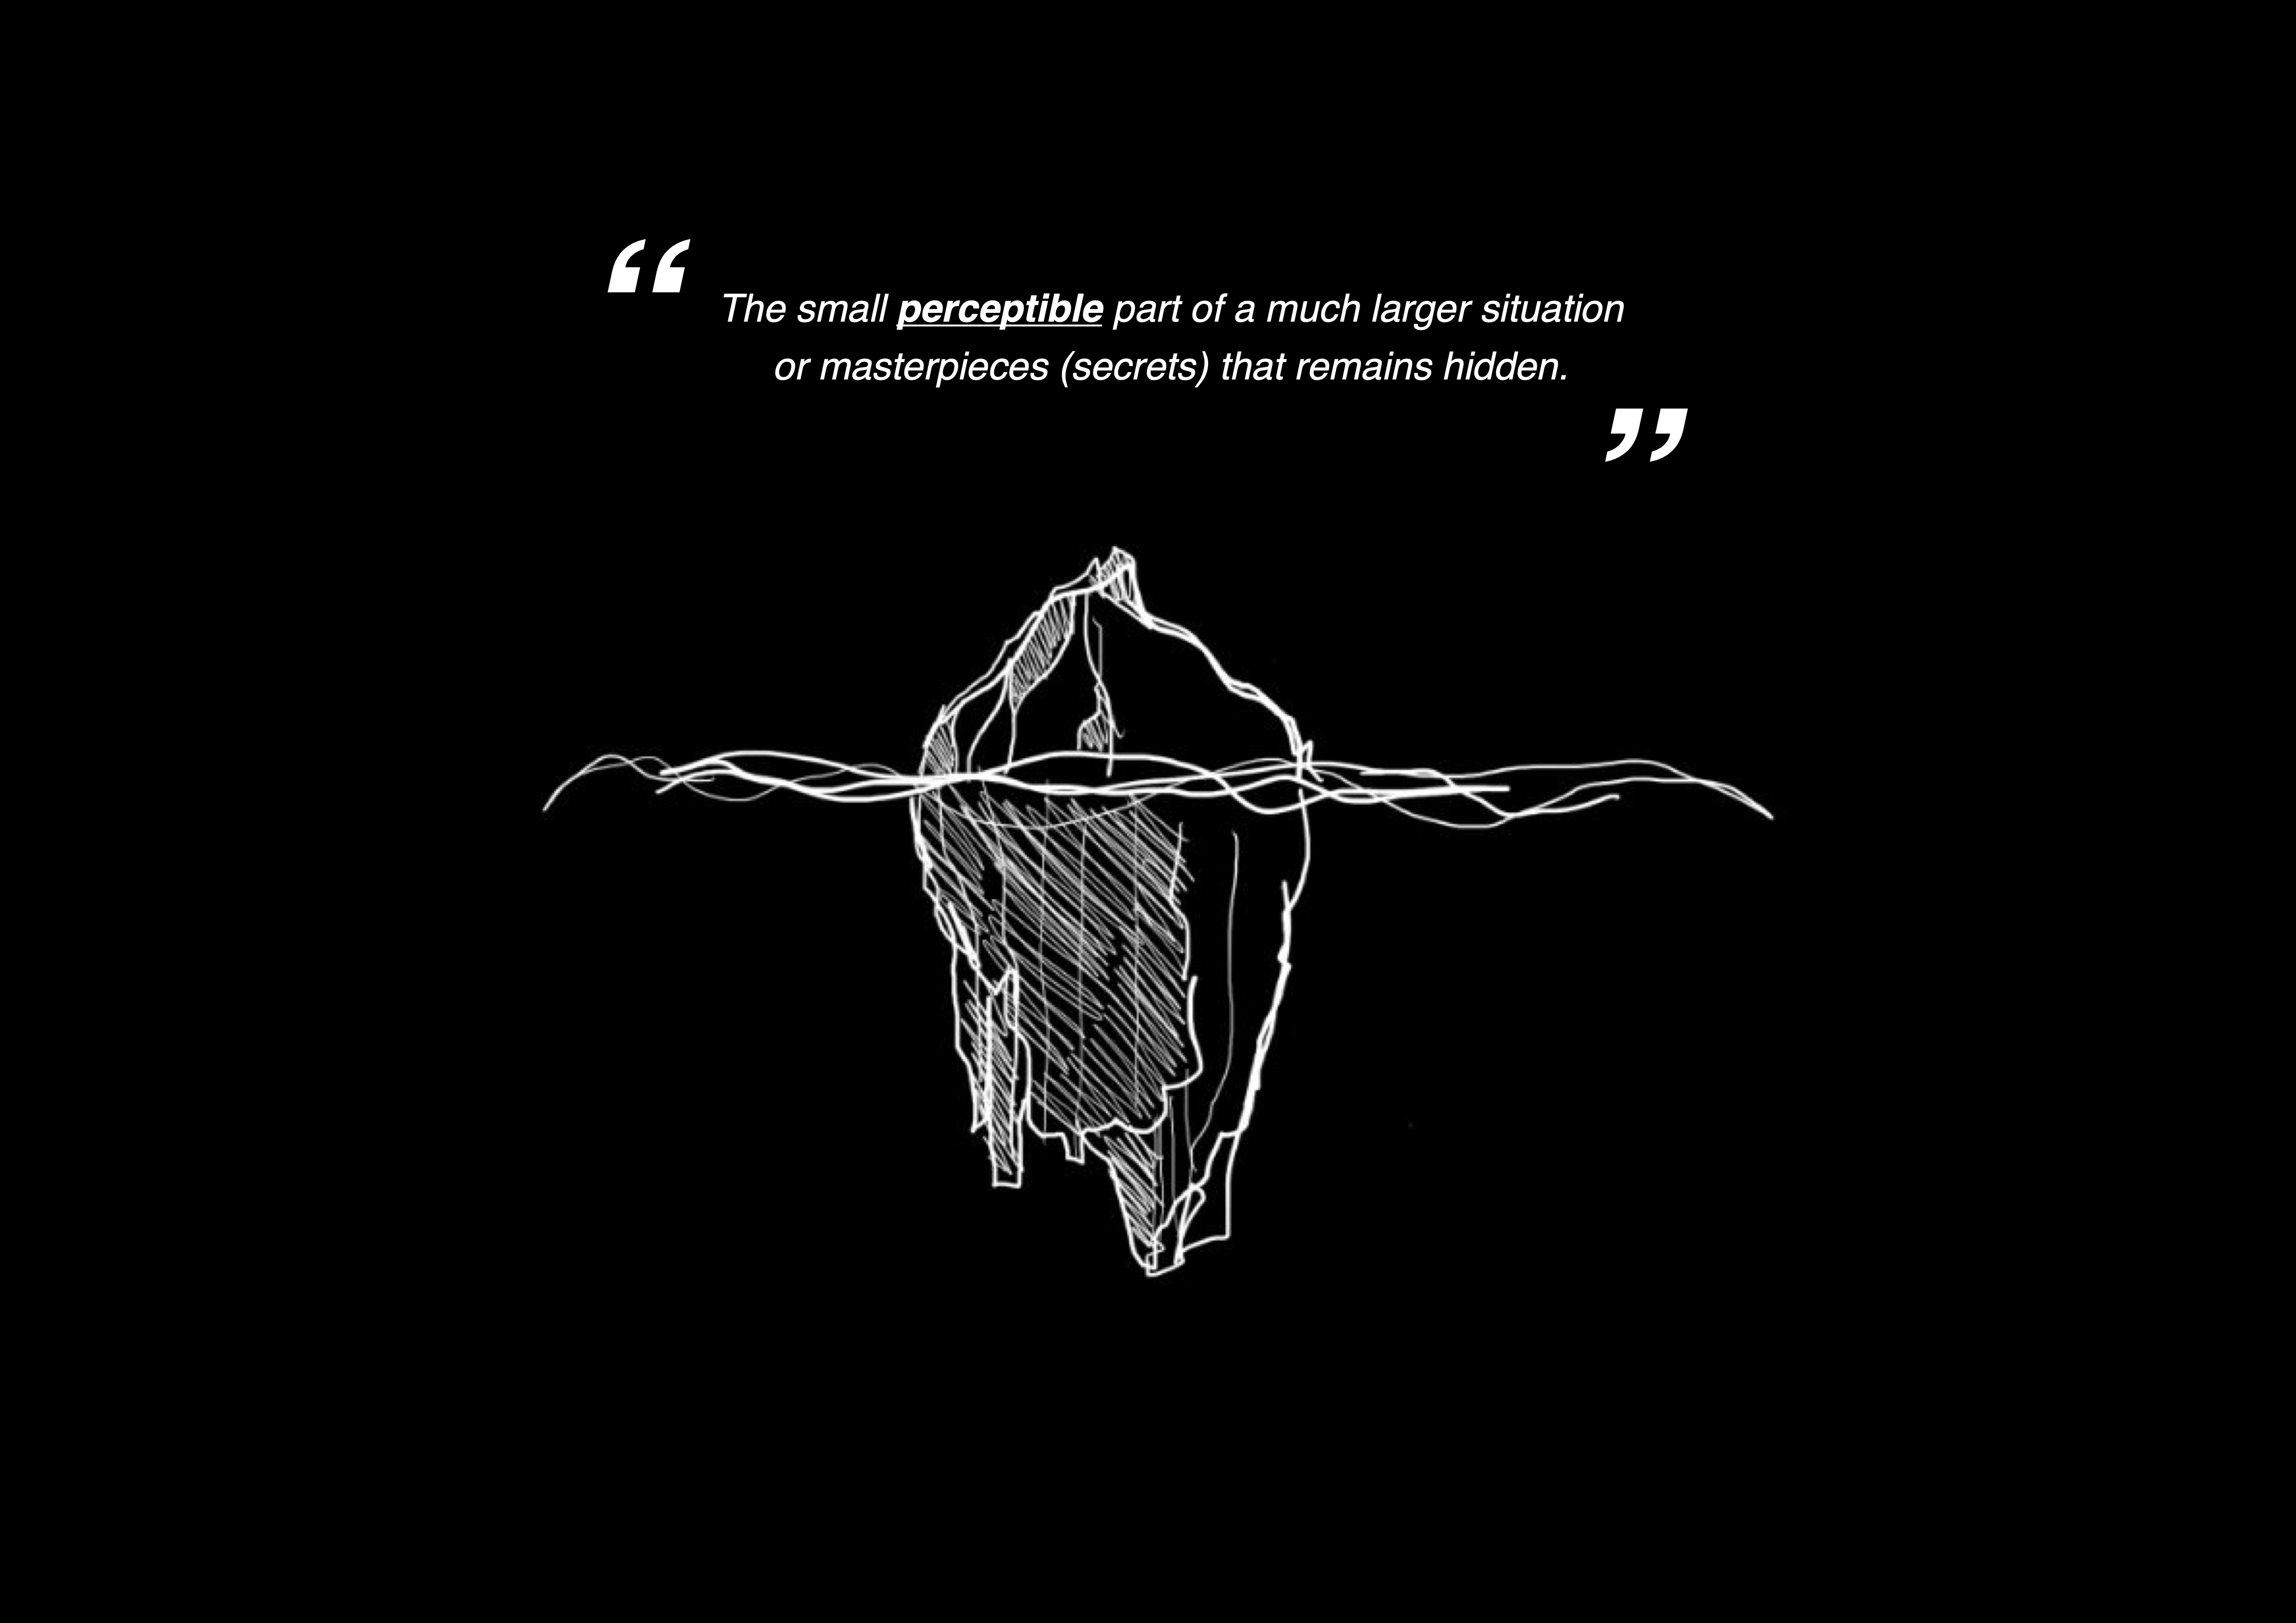 “ The small perceptible part of a much larger situation
or masterpieces (secrets) that remains hidden. ”